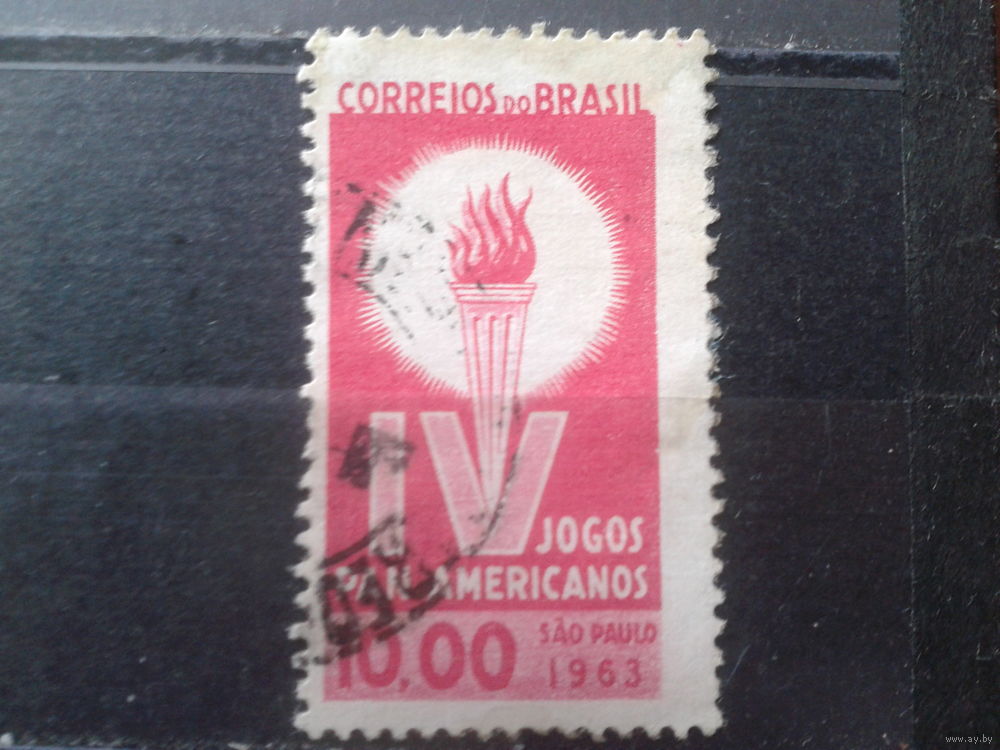 CORREIOS DO BRASIL
IV
JOGOS
PAN-AMERICANOS
10,00
SÃO PAULO
1963
www.ay.by